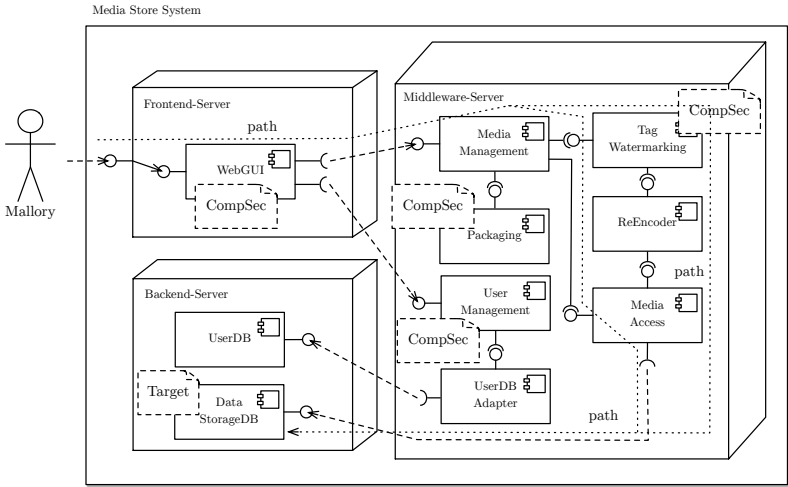 Media Store System
Mallory
Frontend-Server
path
WebGUI
CompSec
Backend-Server
UserDB
Target
Data
StorageDB
Middleware-Server
Media
Management
CompSec
Packaging
User
Management
CompSec
UserDB
Adapter
CompSec
Tag
Watermarking
ReEncoder
path
Media
Access
path